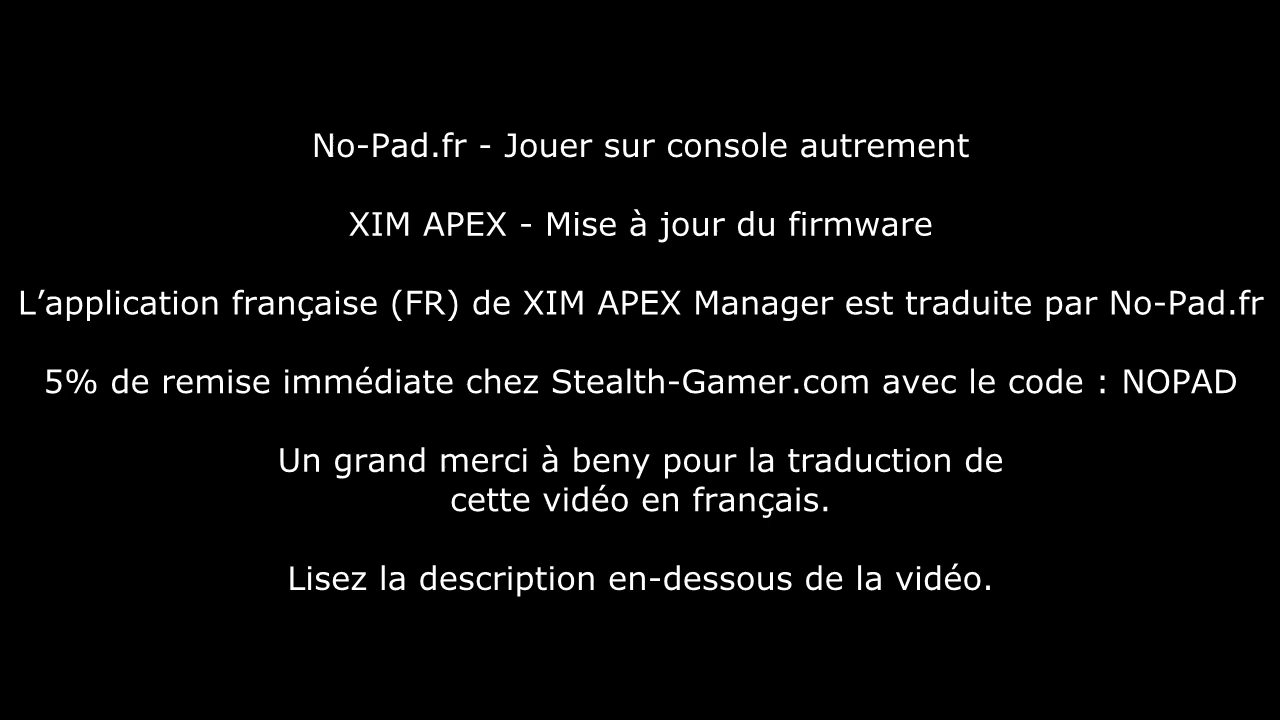 No-Pad.fr - Jouer sur console autrement
XIM APEX - Mise à jour du firmware
L’application française (FR) de XIM APEX Manager est traduite par No-Pad.fr
5% de remise immédiate chez Stealth-Gamer.com avec le code : NOPAD
Un grand merci à beny pour la traduction de
cette vidéo en français.
Lisez la description en-dessous de la vidéo.